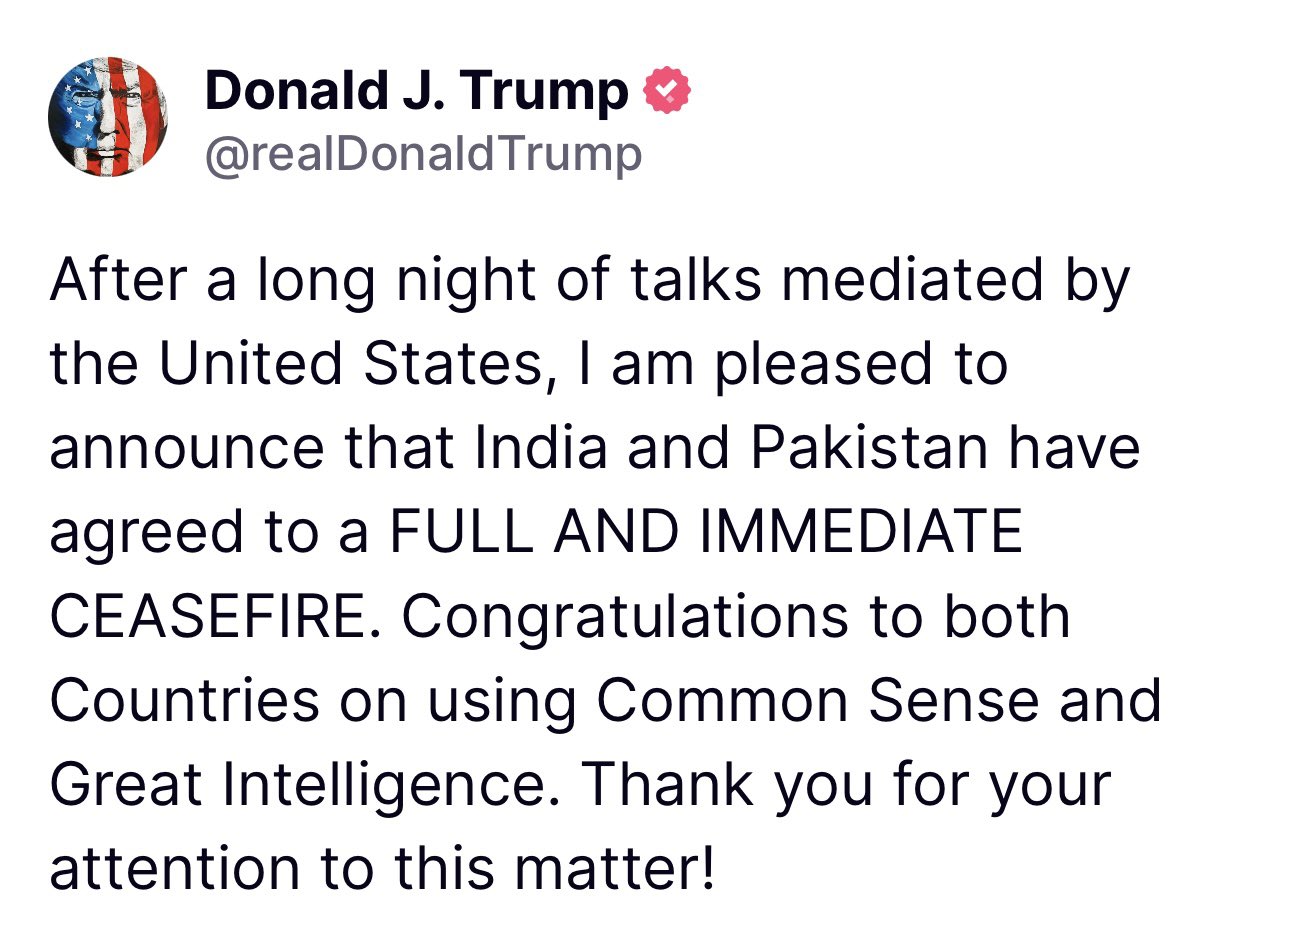 Donald J. Trump
@realDonaldTrump
After a long night of talks mediated by
the United States, I am pleased to
announce that India and Pakistan have
agreed to a FULL AND IMMEDIATE
CEASEFIRE. Congratulations to both
Countries on using Common Sense and
Great Intelligence. Thank you for your
attention to this matter!